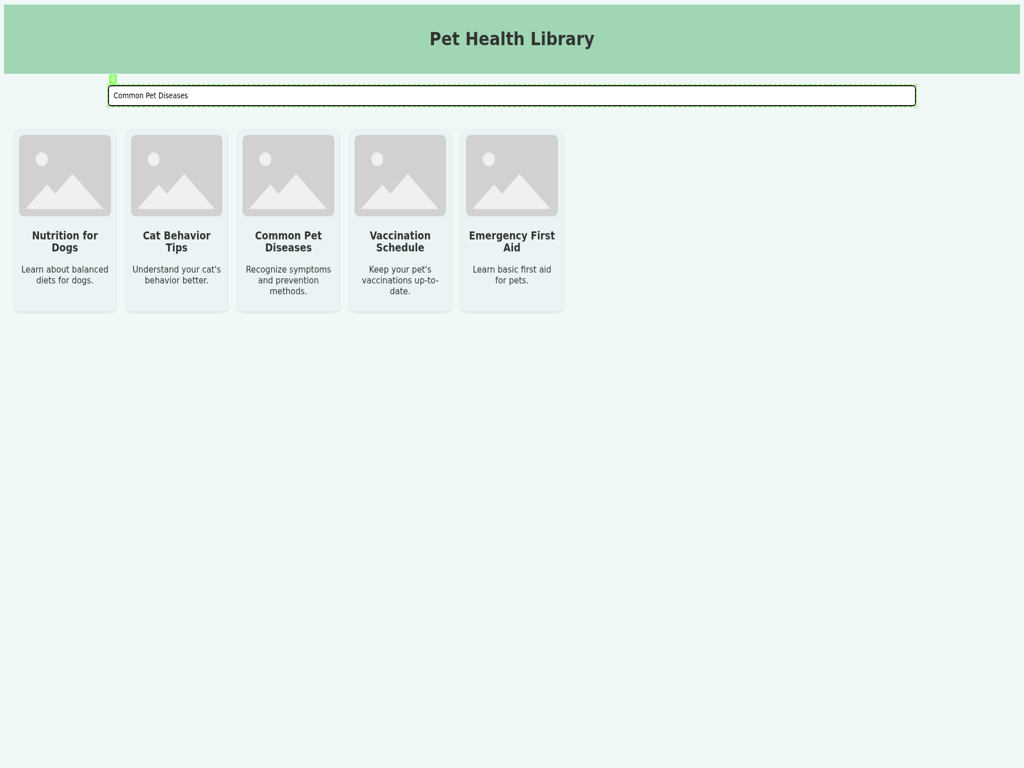 Pet Health Library
Common Pet Diseases
Nutrition for
Dogs
Learn about balanced
diets for dogs.
Cat Behavior
Tips
Understand your cat's
behavior better.
Common Pet
Diseases
Recognize symptoms
and prevention
methods.
Vaccination
Schedule
Keep your pet's
vaccinations up-to-
date.
Emergency First
Aid
Learn basic first aid
for pets.